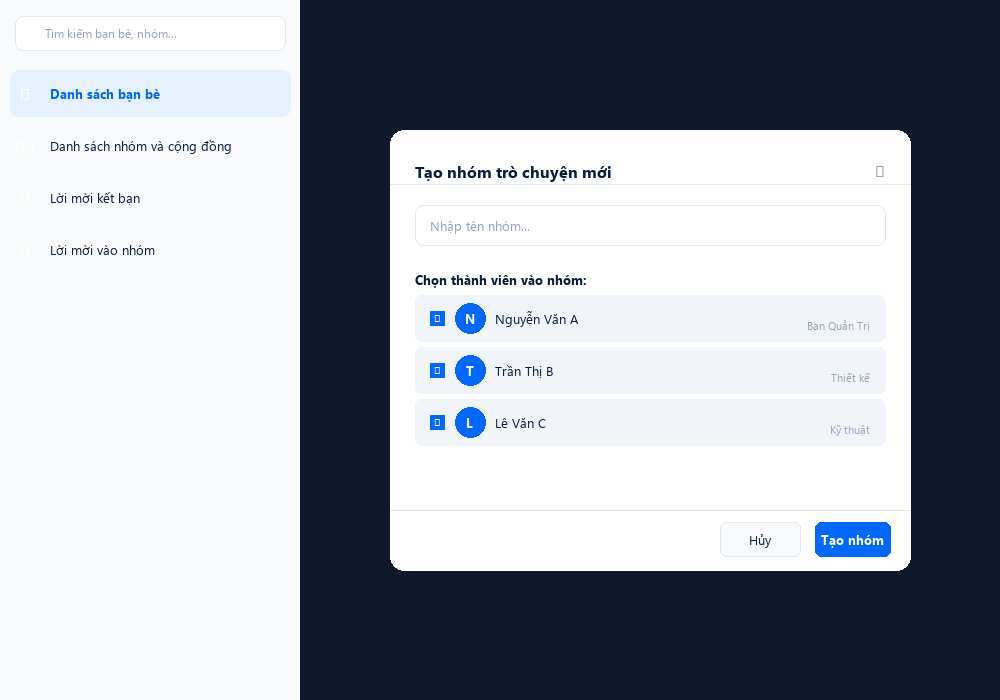 Tìm kiếm bạn bè, nhóm...
Danh sách bạn bè
Danh sách nhóm và cộng đồng
Lời mời kết bạn
Lời mời vào nhóm
Tạo nhóm trò chuyện mới
Nhập tên nhóm...
Chọn thành viên vào nhóm:
N Nguyễn Văn A Ban Quản Trị
T Trần Thị B Thiết kế
L Lê Văn C Kỹ thuật
Hủy Tạo nhóm